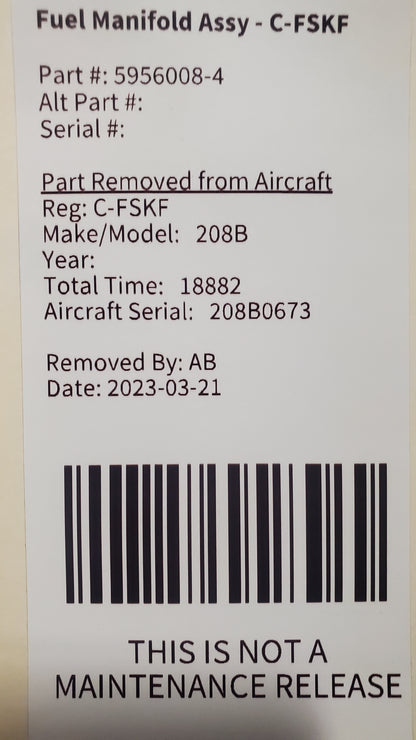 Fuel Manifold Assy - C-FSKF
Part #: 5956008-4
Alt Part #:
Serial #:
Part Removed from Aircraft
Reg: C-FSKF
Make/Model: 208B
Year:
Total Time: 18882
Aircraft Serial: 208B0673
Removed By: AB
Date: 2023-03-21
THIS IS NOT A
MAINTENANCE RELEASE